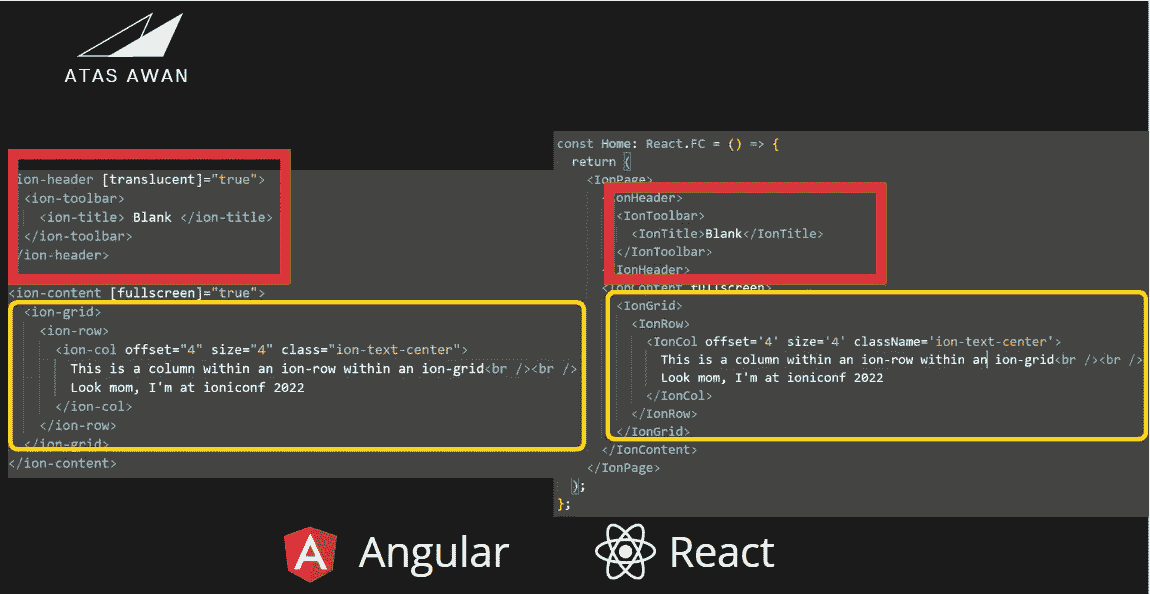 ATAS AWAN
ion-header [translucent]="true">
<ion-toolbar>
<ion-title> Blank </ion-title>
</ion-toolbar>
/ion-header>
<ion-content [fullscreen]="true">
<ion-grid>
<ion-row>
<ion-col offset="4" size="4" class="ion-text-center">
This is a column within an ion-row within an ion-grid<br /><br />
Look mom, I'm at ioniconf 2022
</ion-col>
</ion-row>
</ion-grid>
</ion-content>
const Home: React.FC = () => {
return (
<IonPage>
IonHeader>
<IonToolbar>
<IonTitle>Blank</IonTitle>
</IonToolbar>
IonHeader>
<IonContent fullscreen>
<IonGrid>
<IonRow>
<IonCol offset='4' size='4' className='ion-text-center'>
This is a column within an ion-row within an ion-grid<br /><br />
Look mom, I'm at ioniconf 2022
</IonCol>
</IonRow>
</IonGrid>
</IonContent>
</IonPage>
);
};
A Angular
React